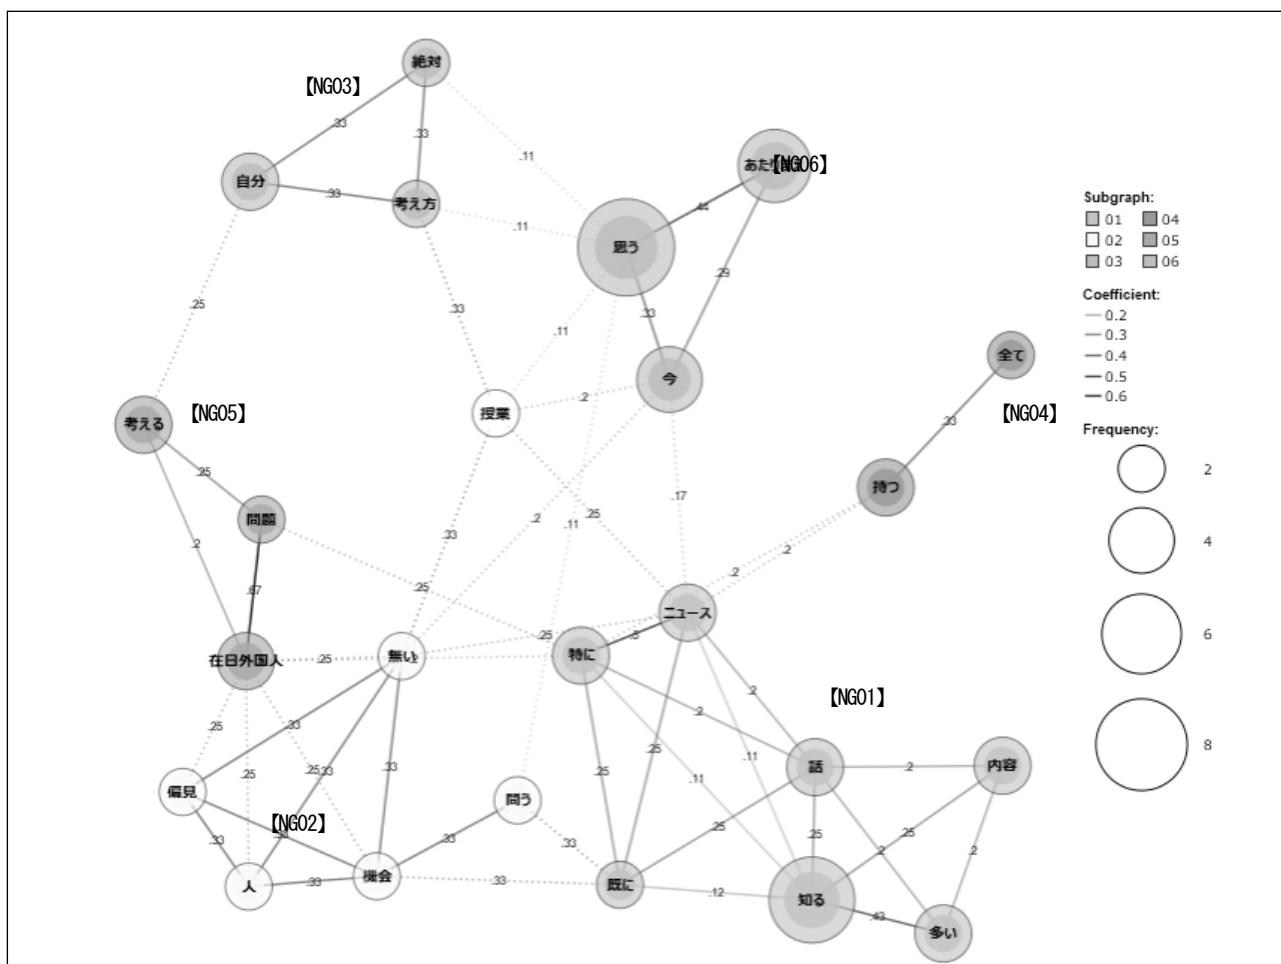 絶対
【NG03】
.33
.33
.11
自分
.33
考え方
.11
あたり
【NG06】
.44
思う
.29
.33
.25
.33
.11
今
.2
授業
考える
【NG05】
.25
問題
.2
.67
在日外国人
.33
.2
.11
.25
.17
全て
【NG04】
.33
持つ
.2
.2
.25
ニュース
.25
.5
特に
.25
無い
.2
【NG01】
.2
.2
.25
.33
.25
.25
.33
.33
.25
.11
.25
.11
話
.2
内容
偏見
【NG02】
.33
人
.33
機会
.33
問う
.33
.33
既に
.25
.25
.25
.2
.2
.12
知る
.43
多い
Subgraph:
01 04
02 05
03 06
Coefficient:
0.2
0.3
0.4
0.5
0.6
Frequency:
2
4
6
8